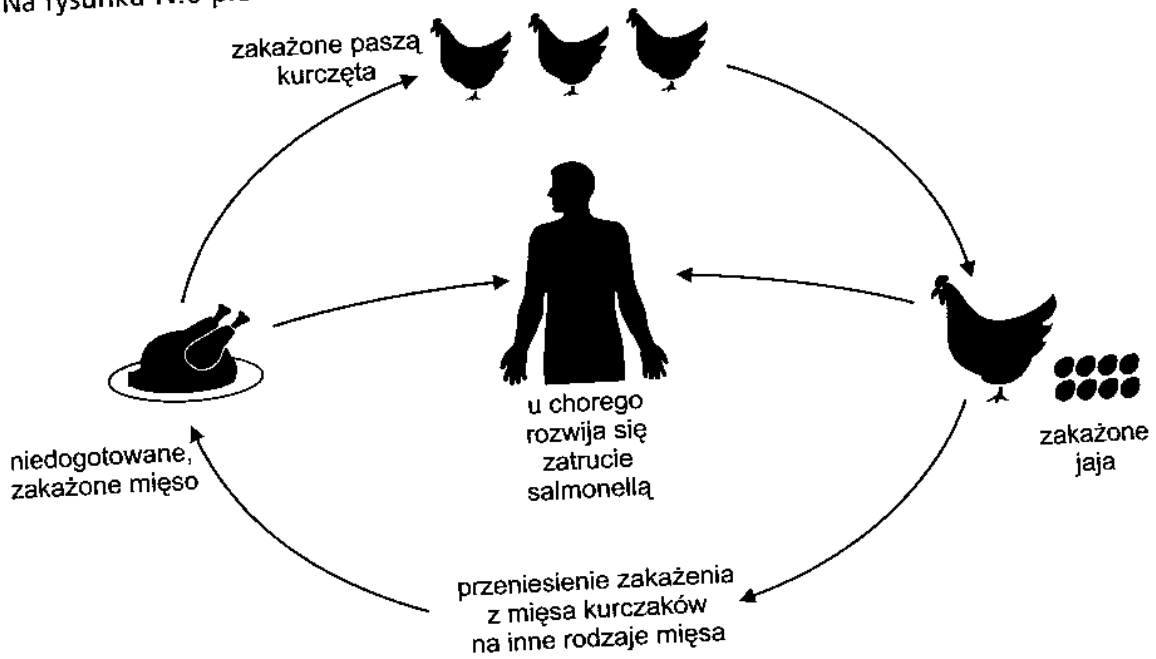 Na rysunku N.6
zakażone paszą
kurczęta
u chorego
rozwija się
zatrucie
salmonellą
zakażone
jaja
niedogotowane,
zakażone mięso
przeniesienie zakażenia
z mięsa kurczaków
na inne rodzaje mięsa